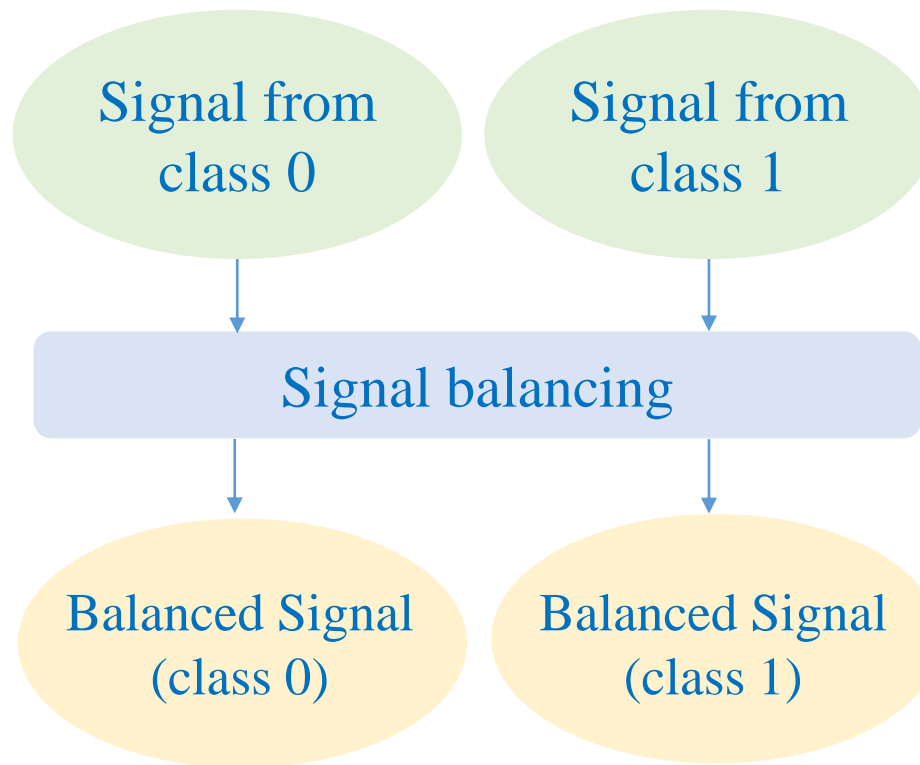 Signal from
class 0
Signal from
class 1
Signal balancing
Balanced Signal
(class 0)
Balanced Signal
(class 1)